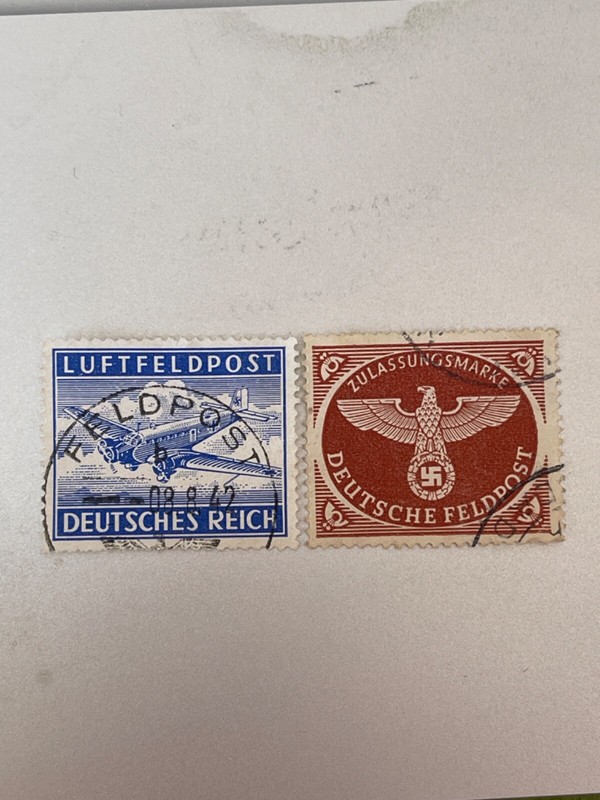 LUFTFELDPOST
FELDPOST
b
08.8.42
DEUTSCHES REICH
ZULASSUNGSMARKE
DEUTSCHE FELDPOST